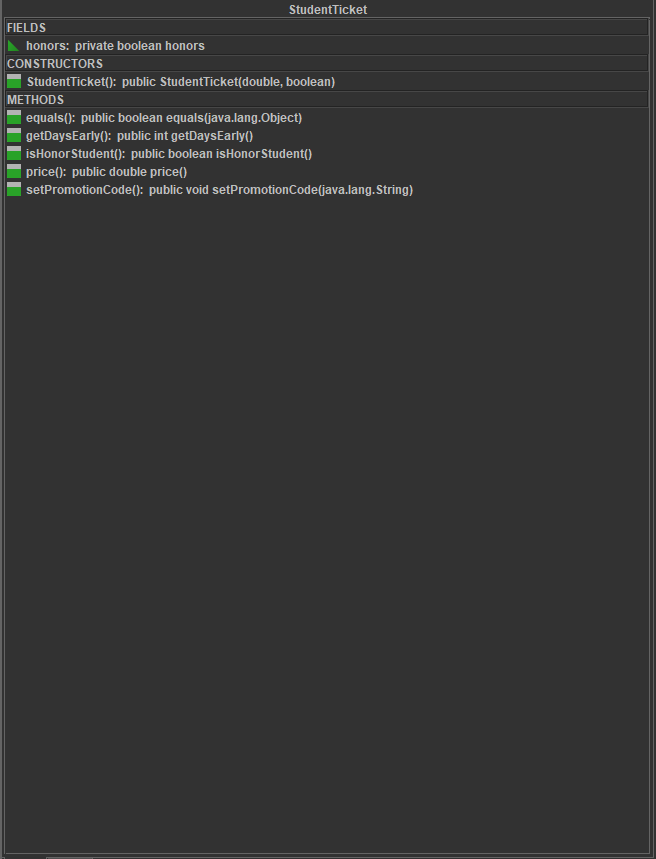 StudentTicket
FIELDS
honors: private boolean honors
CONSTRUCTORS
StudentTicket(): public StudentTicket(double, boolean)
METHODS
equals(): public boolean equals(java.lang.Object)
getDaysEarly(): public int getDaysEarly()
isHonorStudent(): public boolean isHonorStudent()
price(): public double price()
setPromotionCode(): public void setPromotionCode(java.lang.String)